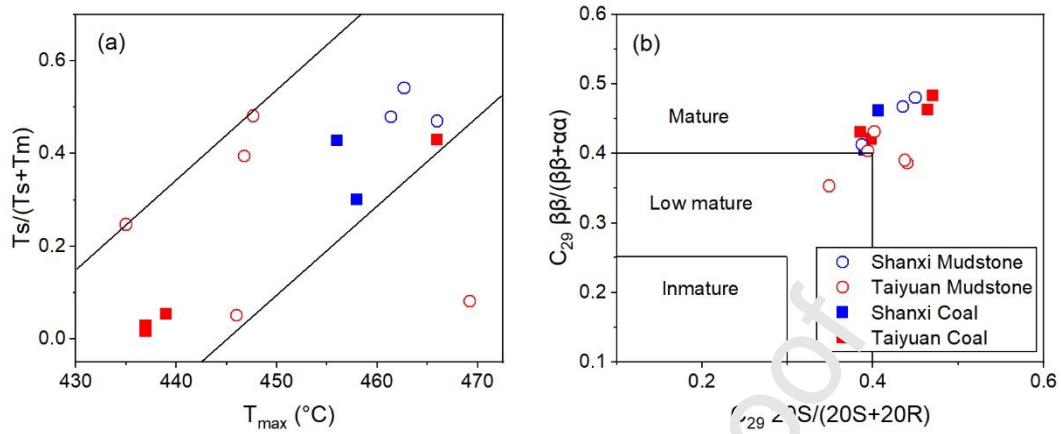 (a)
Ts/(Ts+Tm)
0.6
0.4
0.2
0.0
430 440 450 460 470
Tmax (°C)
(b)
C29 ββ/(ββ+αα)
0.6
0.5
0.4
0.3
0.2
0.1
Mature
Low mature
Inmature
Shanxi Mudstone
Taiyuan Mudstone
Shanxi Coal
Taiyuan Coal
0.2 0.4 0.6
C29 20S/(20S+20R)
oof